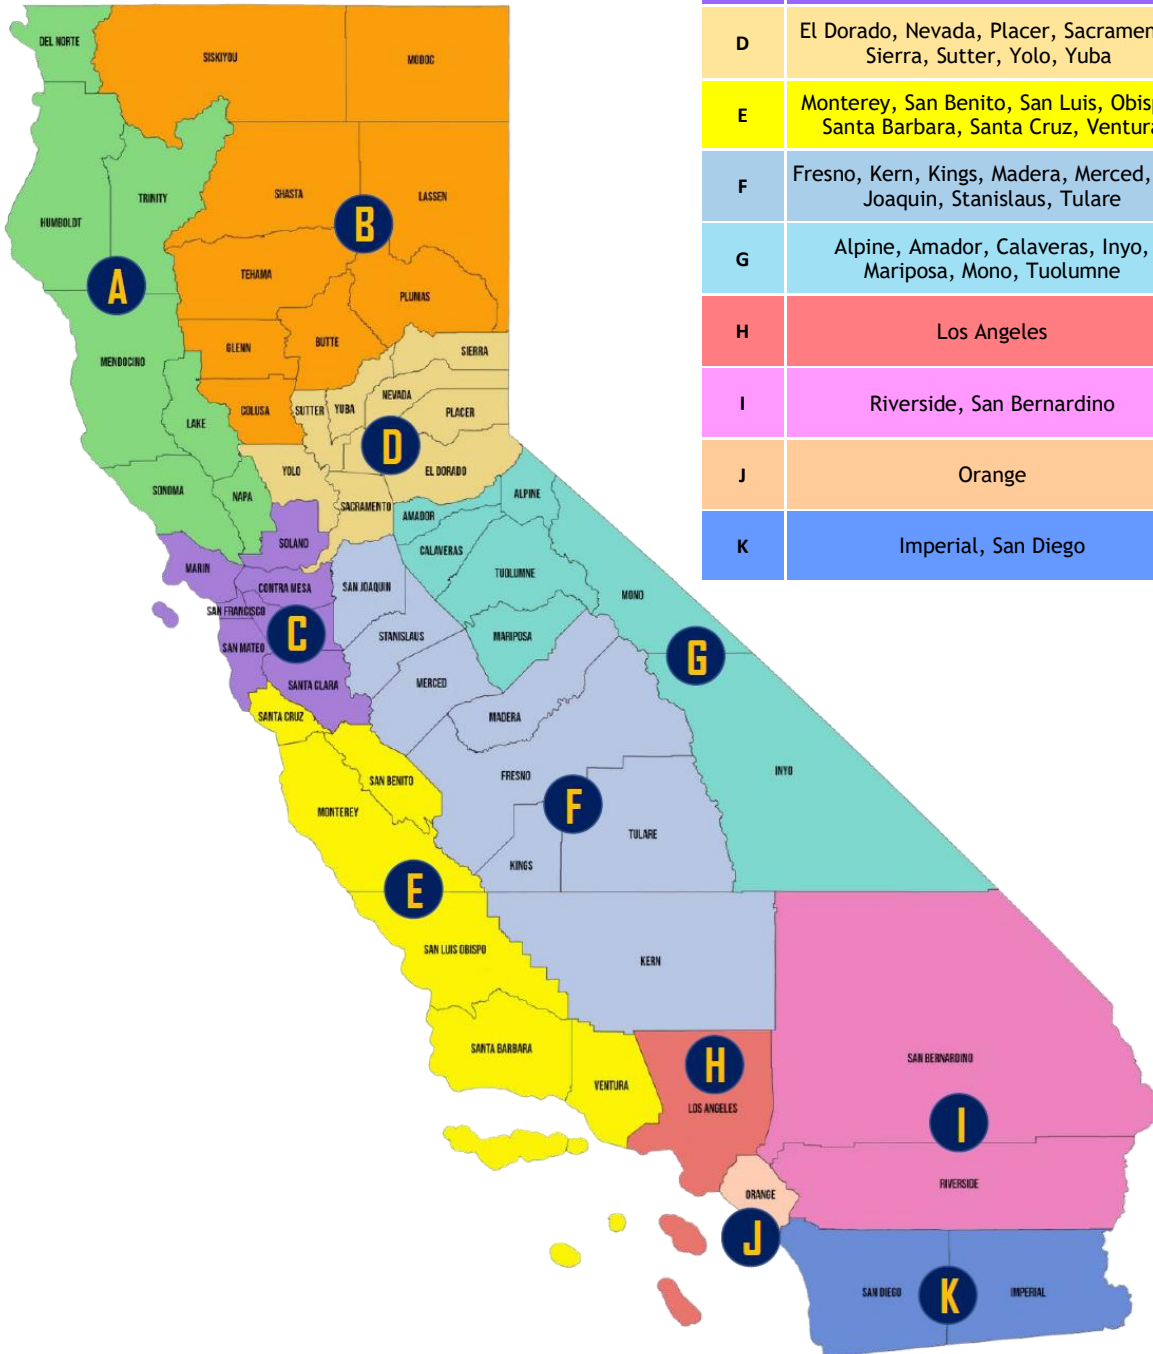 DEL NORTE
SISKIYOU
MODOC
HUMBOLDT
TRINITY
SHASTA
LASSEN
B
A
TEHAMA
PLUMAS
MENDOCINO
GLENN
BUTTE
SIERRA
LAKE
COLUSA
SUTTER
YUBA
NEVADA
PLACER
D
YOLO
EL DORADO
SONOMA
NAPA
SACRAMENTO
ALPINE
AMADOR
SOLANO
CALAVERAS
MARIN
CONTRA MESA
SAN JOAQUIN
TUOLUMNE
MONO
SAN FRANCISCO
C
STANISLAUS
MARIPOSA
SAN MATEO
G
SANTA CLARA
MERCED
SANTA CRUZ
MADERA
SAN BENITO
FRESNO
INYO
MONTEREY
F
TULARE
KINGS
E
SAN LUIS OBISPO
KERN
SANTA BARBARA
VENTURA
H
LOS ANGELES
SAN BERNARDINO
I
RIVERSIDE
ORANGE
J
SAN DIEGO
K
IMPERIAL
D
El Dorado, Nevada, Placer, Sacramen
Sierra, Sutter, Yolo, Yuba
E
Monterey, San Benito, San Luis, Obis
Santa Barbara, Santa Cruz, Ventura
F
Fresno, Kern, Kings, Madera, Merced,
Joaquin, Stanislaus, Tulare
G
Alpine, Amador, Calaveras, Inyo,
Mariposa, Mono, Tuolumne
H
Los Angeles
I
Riverside, San Bernardino
J
Orange
K
Imperial, San Diego